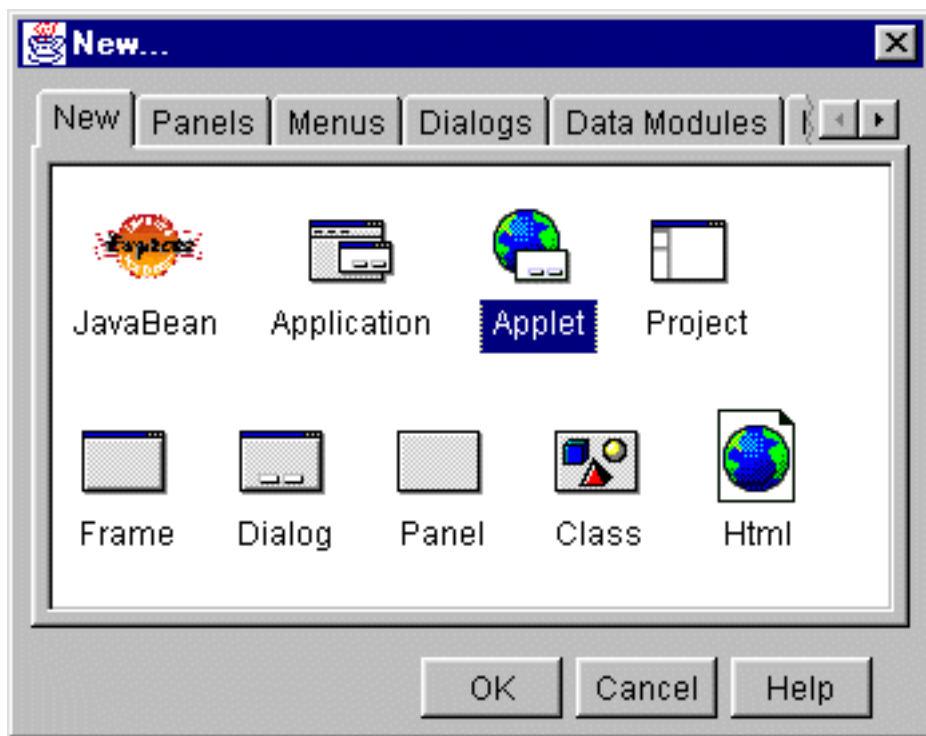 New...
New Panels Menus Dialogs Data Modules
JavaBean Application Applet Project
Frame Dialog Panel Class Html
OK Cancel Help